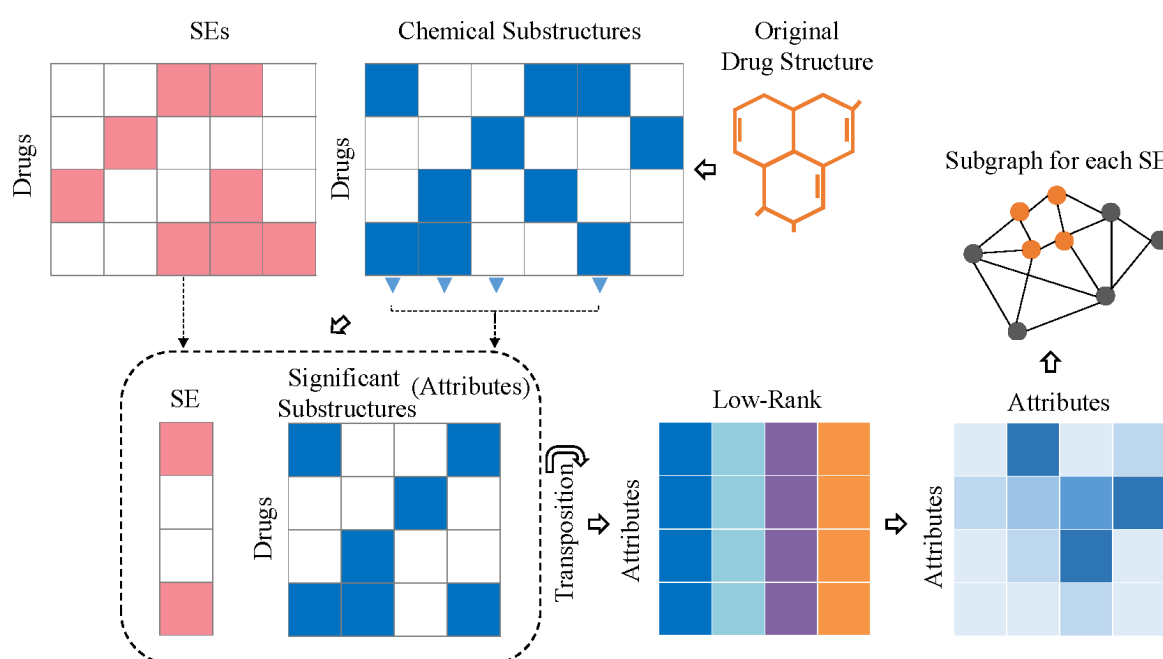 SEs
Chemical Substructures
Original
Drug Structure
Drugs
Drugs
Subgraph for each SE
SE
Significant
Substructures
(Attributes)
Drugs
Transposition
Low-Rank
Attributes
Attributes
Attributes